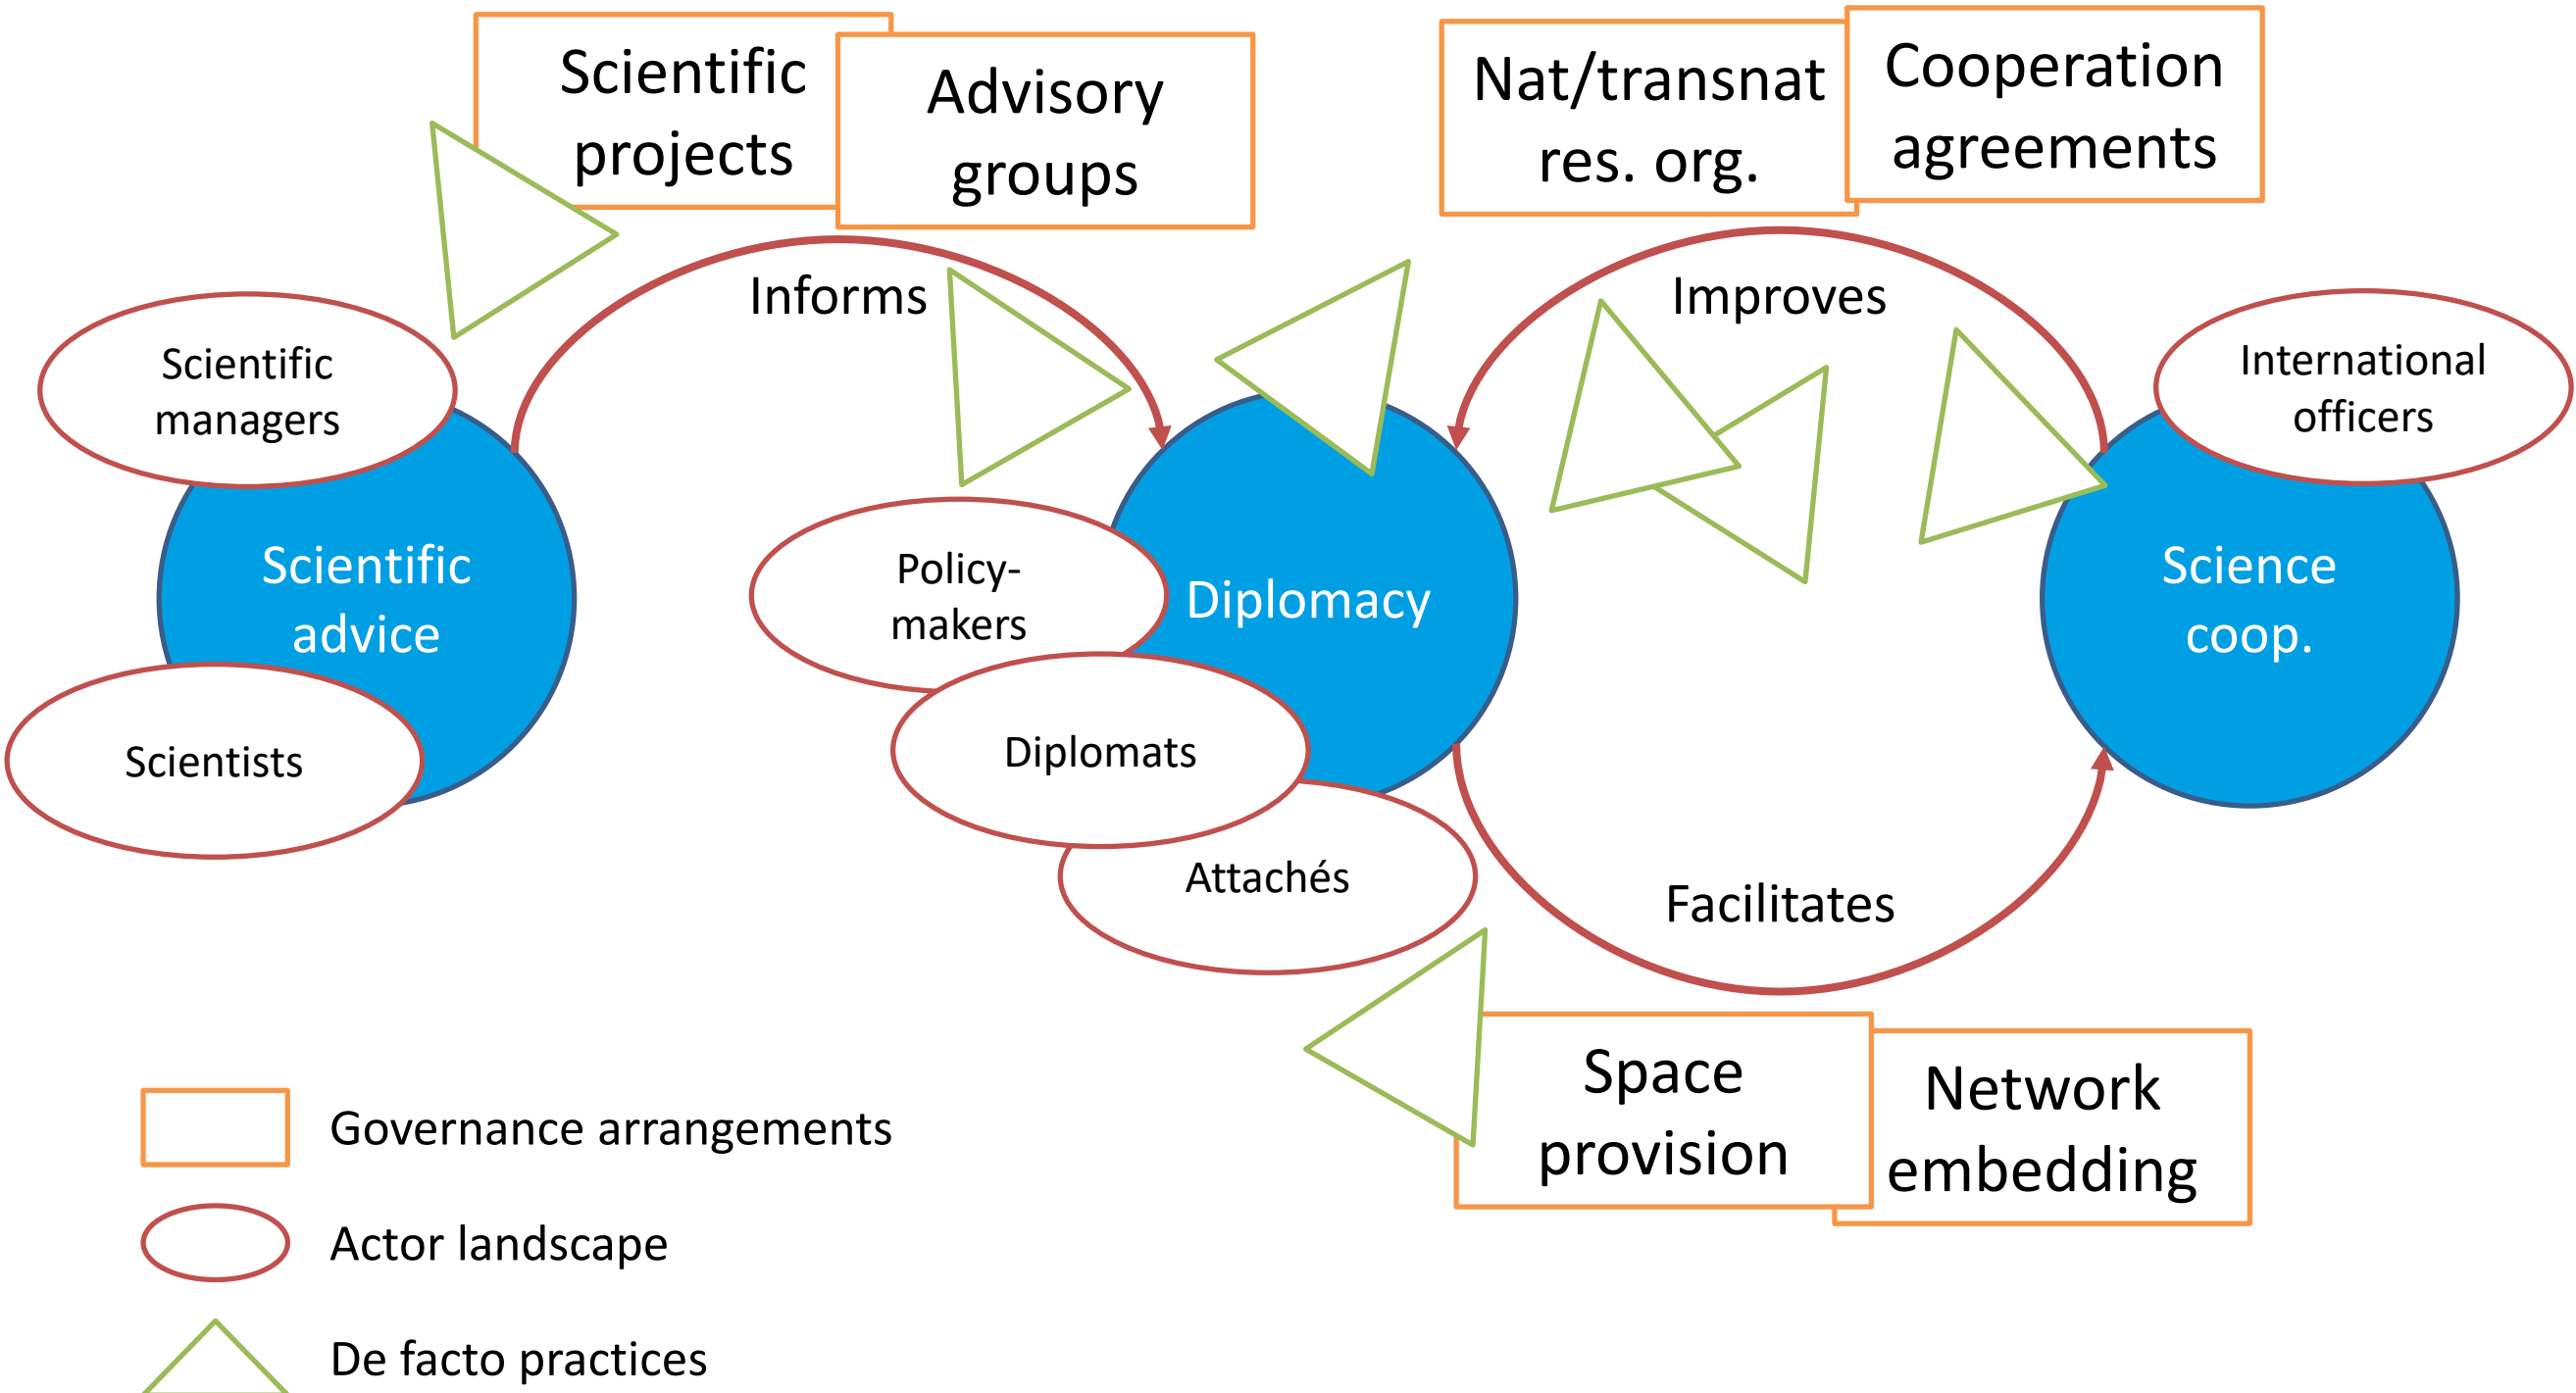 Scientific
projects
Advisory
groups
Nat/transnat
res. org.
Cooperation
agreements
Informs
Improves
Scientific
managers
International
officers
Scientific
advice
Policy-
makers
Diplomacy
Science
coop.
Scientists
Diplomats
Attachés
Facilitates
Space
provision
Network
embedding
Governance arrangements
Actor landscape
De facto practices